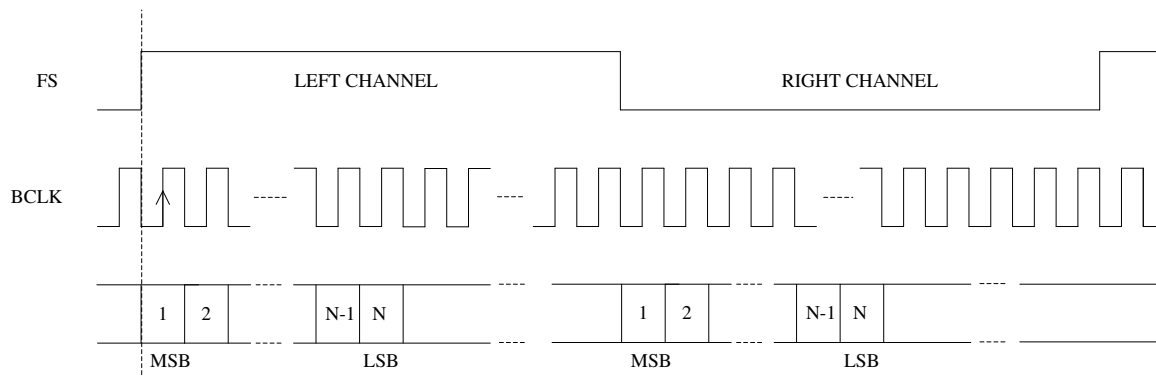 FS
LEFT CHANNEL
RIGHT CHANNEL
BCLK
1 2 N-1 N 1 2 N-1 N
MSB LSB MSB LSB